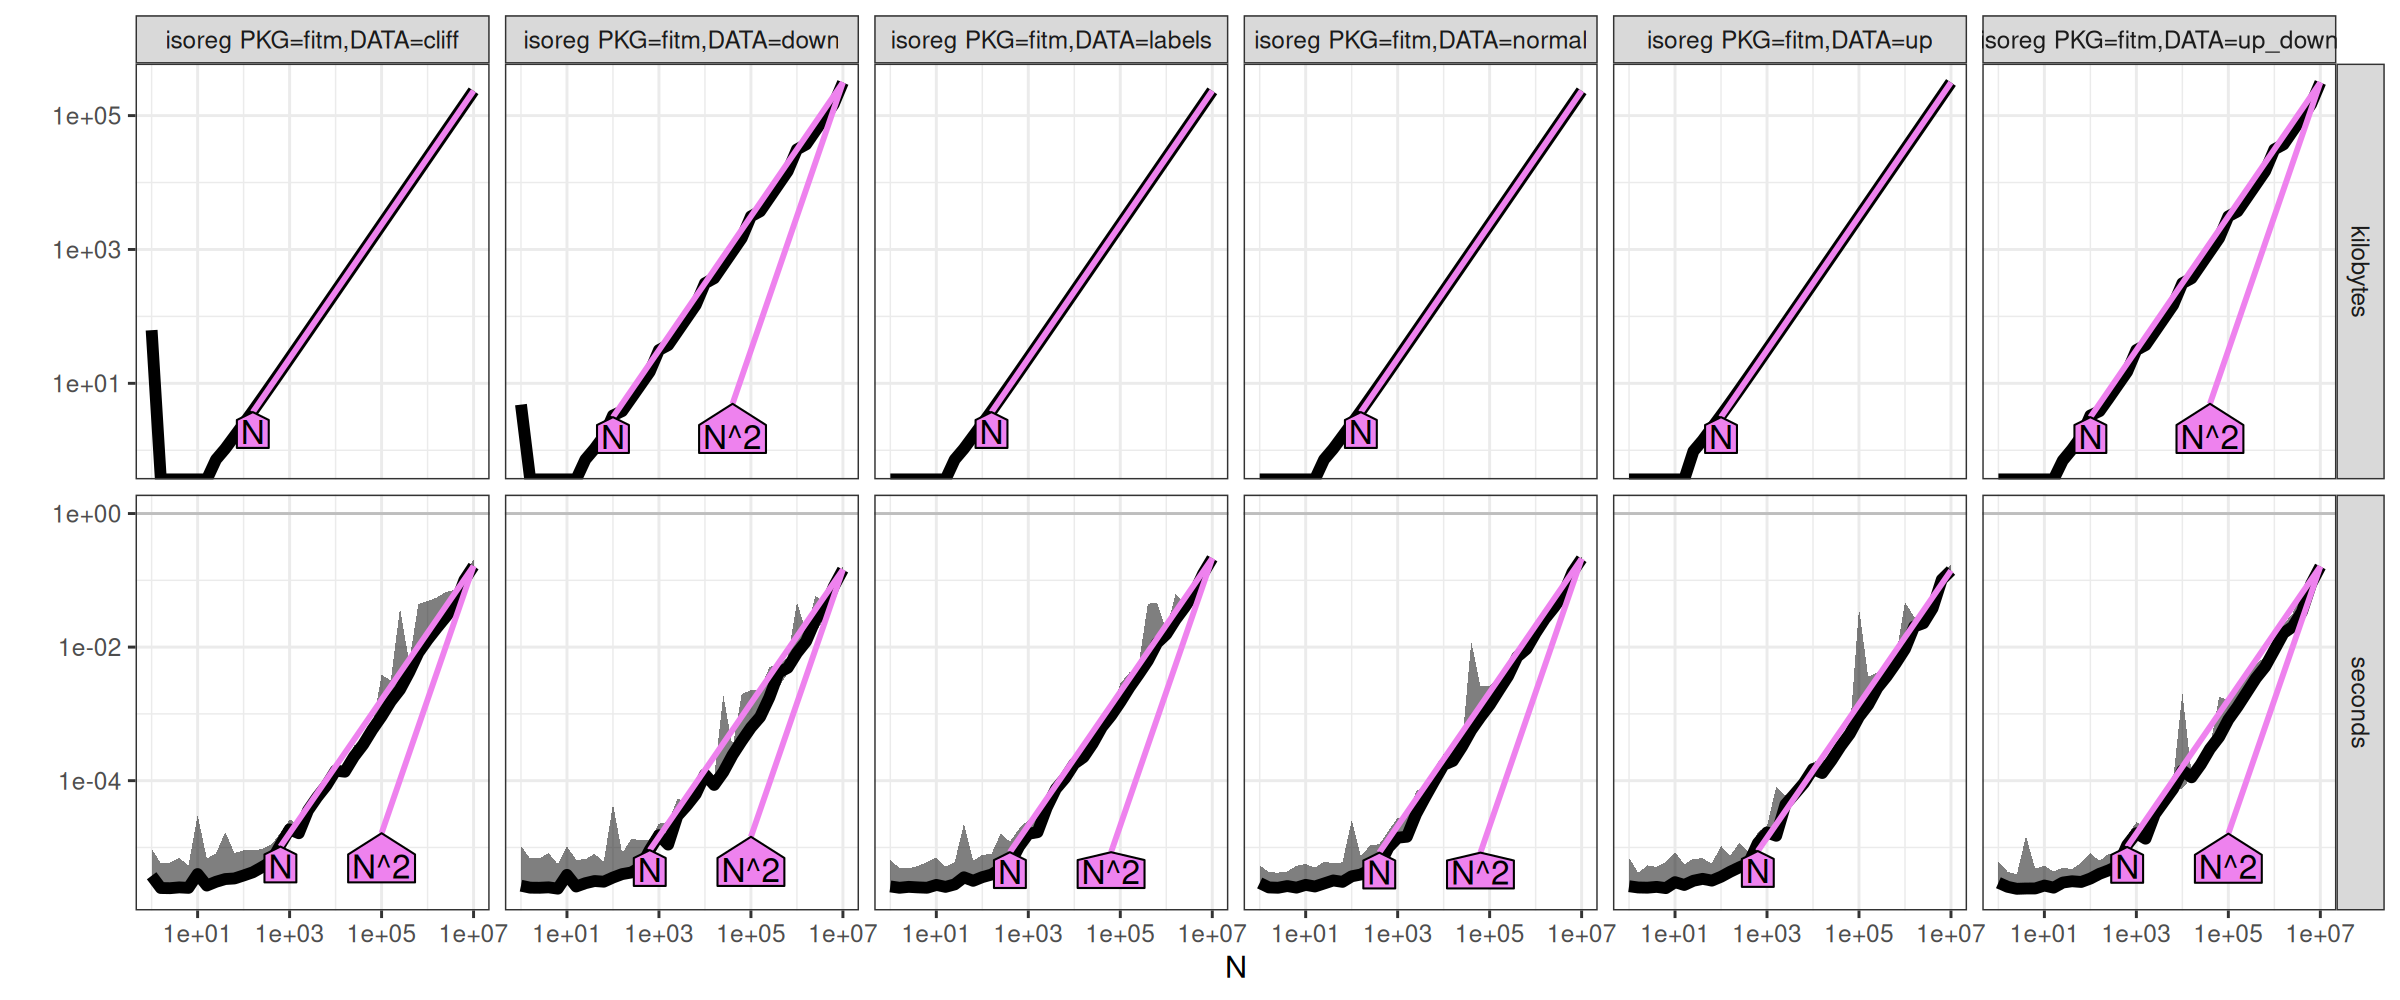 isoreg PKG=fitm,DATA=cliff
isoreg PKG=fitm,DATA=down
isoreg PKG=fitm,DATA=labels
isoreg PKG=fitm,DATA=normal
isoreg PKG=fitm,DATA=up
isoreg PKG=fitm,DATA=up_down
1e+05
1e+03
1e+01
N
N
N^2
N
N
N
N
N^2
kilobytes
1e+00
1e-02
1e-04
N
N^2
N
N^2
N
N^2
N
N^2
N
N
N^2
seconds
1e+01 1e+03 1e+05 1e+07
1e+01 1e+03 1e+05 1e+07
1e+01 1e+03 1e+05 1e+07
1e+01 1e+03 1e+05 1e+07
1e+01 1e+03 1e+05 1e+07
1e+01 1e+03 1e+05 1e+07
N